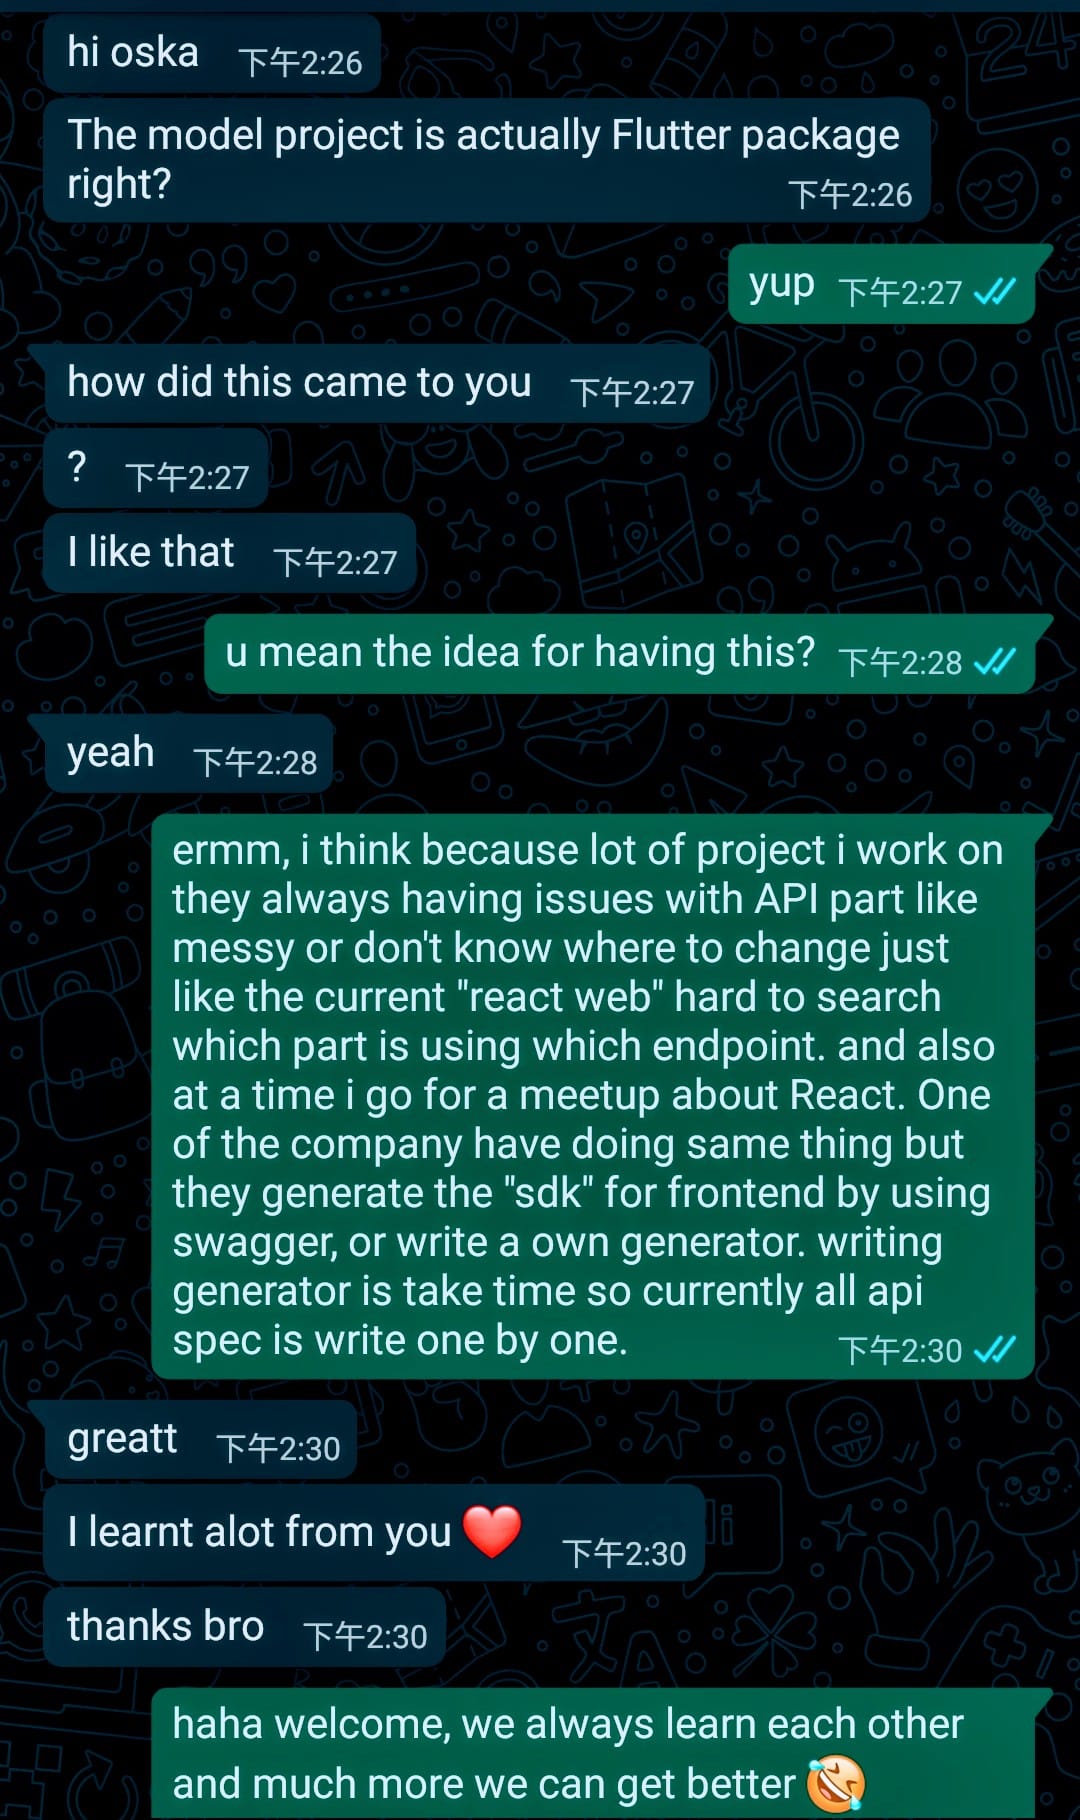 hi oska 下午2:26
The model project is actually Flutter package
right? 下午2:26
yup 下午2:27
how did this came to you 下午2:27
? 下午2:27
I like that 下午2:27
u mean the idea for having this? 下午2:28
yeah 下午2:28
ermm, i think because lot of project i work on
they always having issues with API part like
messy or don't know where to change just
like the current "react web" hard to search
which part is using which endpoint. and also
at a time i go for a meetup about React. One
of the company have doing same thing but
they generate the "sdk" for frontend by using
swagger, or write a own generator. writing
generator is take time so currently all api
spec is write one by one. 下午2:30
greatt 下午2:30
I learnt alot from you ❤️ 下午2:30
thanks bro 下午2:30
haha welcome, we always learn each other
and much more we can get better 🤣